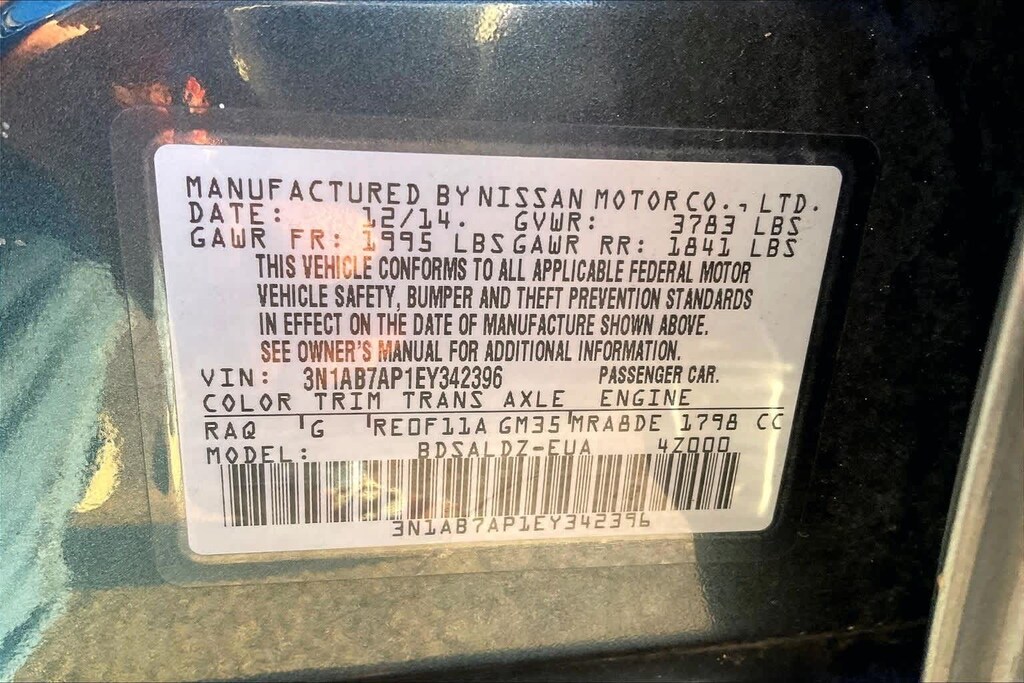 MANUFACTURED BY NISSAN MOTOR CO., LTD.
DATE: 12/14. GVWR: 3783 LBS
GAWR FR: 1995 LBS GAWR RR: 1841 LBS
THIS VEHICLE CONFORMS TO ALL APPLICABLE FEDERAL MOTOR
VEHICLE SAFETY, BUMPER AND THEFT PREVENTION STANDARDS
IN EFFECT ON THE DATE OF MANUFACTURE SHOWN ABOVE.
SEE OWNER'S MANUAL FOR ADDITIONAL INFORMATION.
VIN: 3N1AB7AP1EY342396 PASSENGER CAR.
COLOR TRIM TRANS AXLE ENGINE
RAQ G RE0F11A GM35 MRA8DE 1798 CC
MODEL: BDSALDZ-EUA 4Z000
3N1AB7AP1EY342396